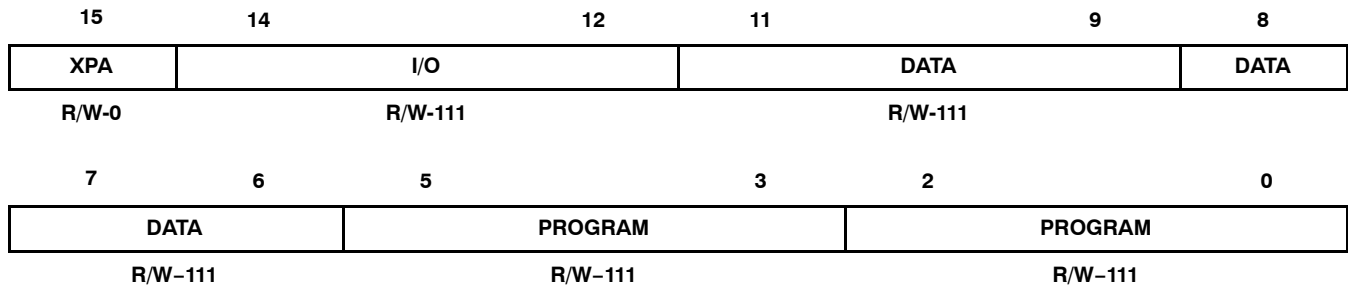 15 14 12 11 9 8
XPA I/O DATA DATA
R/W-0 R/W-111 R/W-111
7 6 5 3 2 0
DATA PROGRAM PROGRAM
R/W–111 R/W–111 R/W–111